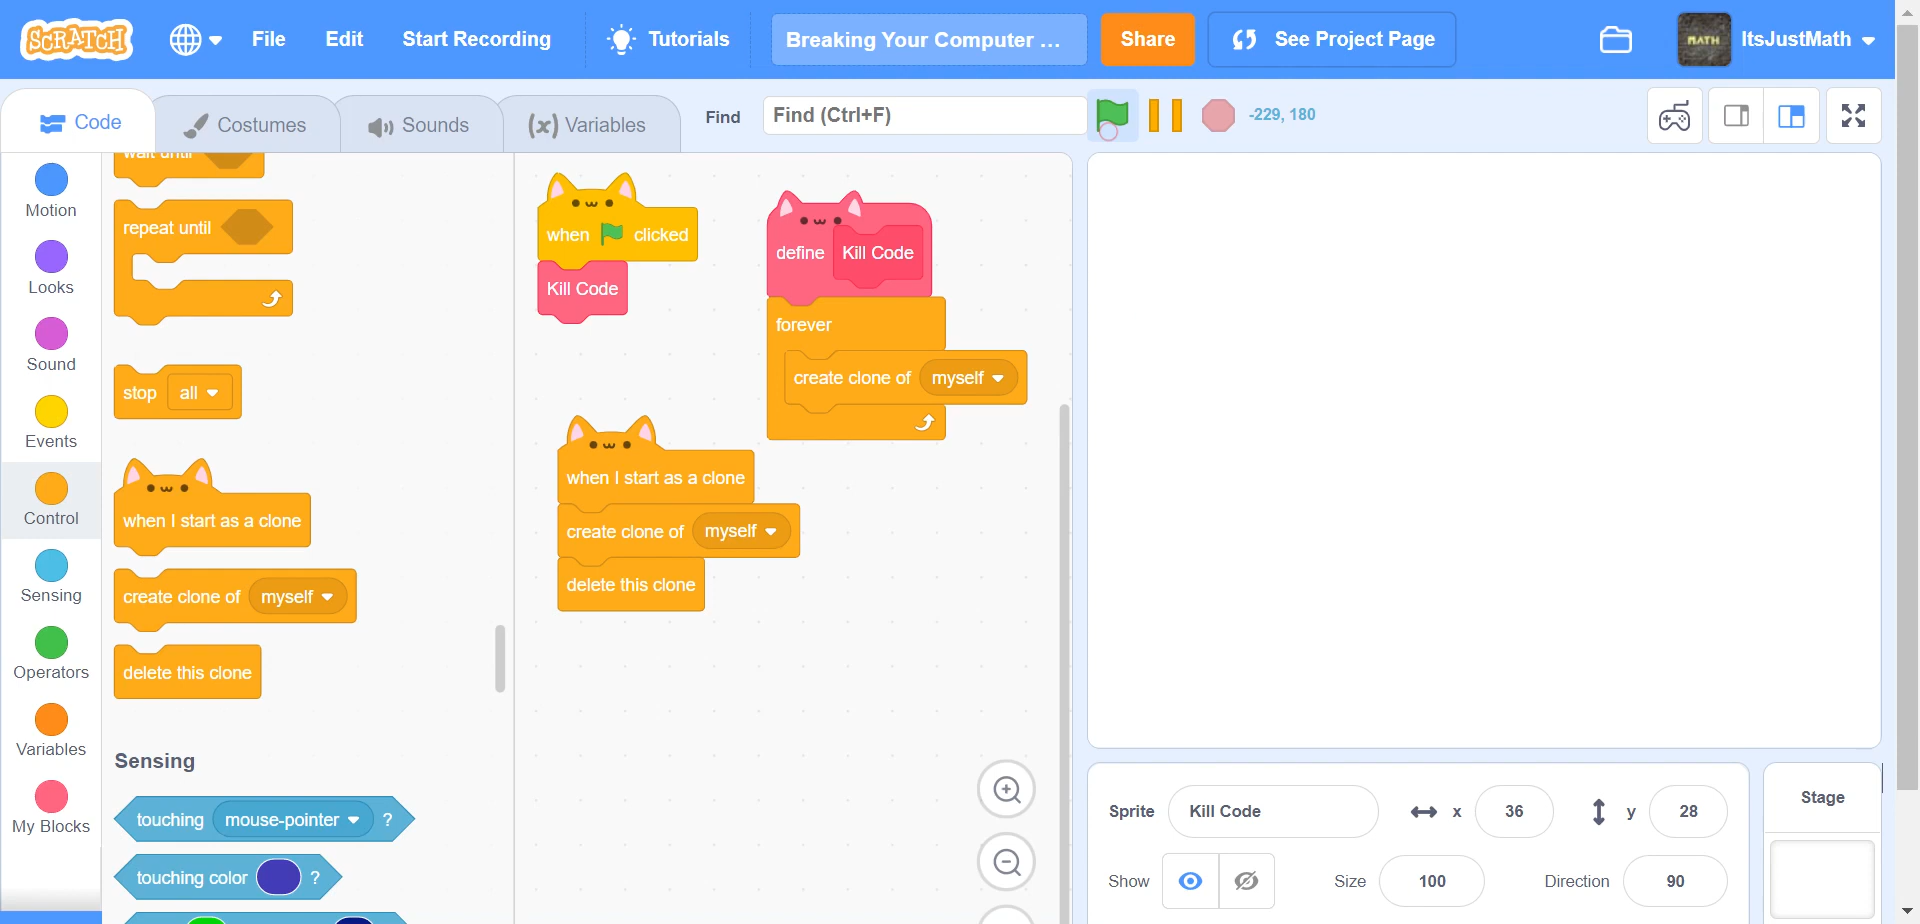 SCRATCH
File
Edit
Start Recording
Tutorials
Breaking Your Computer ...
Share
See Project Page
MATH
ItsJustMath
Code
Costumes
Sounds
(x) Variables
Find
Find (Ctrl+F)
-229, 180
Motion
Looks
Sound
Events
Control
Sensing
Operators
Variables
My Blocks
wait until
repeat until
stop all
when I start as a clone
create clone of myself
delete this clone
Sensing
touching mouse-pointer ?
touching color ?
when clicked
Kill Code
define Kill Code
forever
create clone of myself
when I start as a clone
create clone of myself
delete this clone
Sprite Kill Code x 36 y 28
Show Size 100 Direction 90
Stage